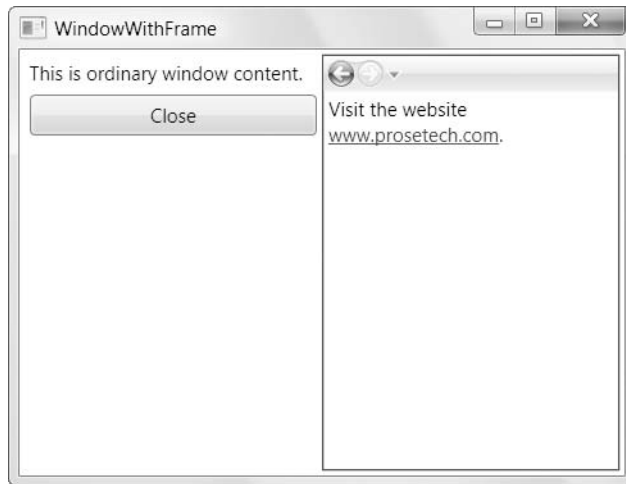 WindowWithFrame
This is ordinary window content.
Close
Visit the website
www.prosetech.com.